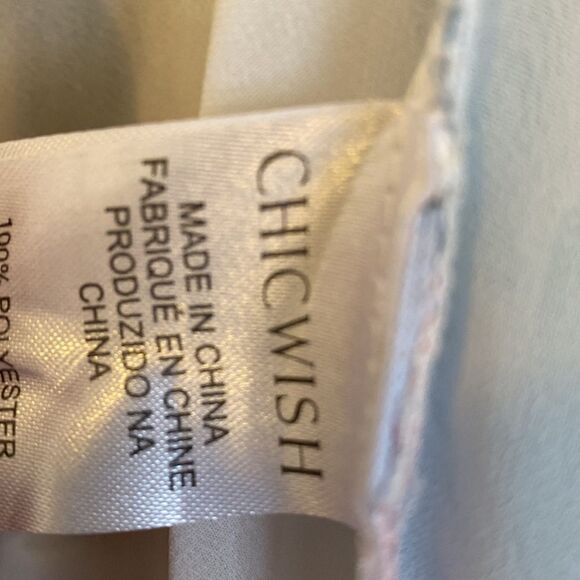 CHICWISH
MADE IN CHINA
FABRIQUÉ EN CHINE
PRODUZIDO NA
CHINA
100% POLYESTER